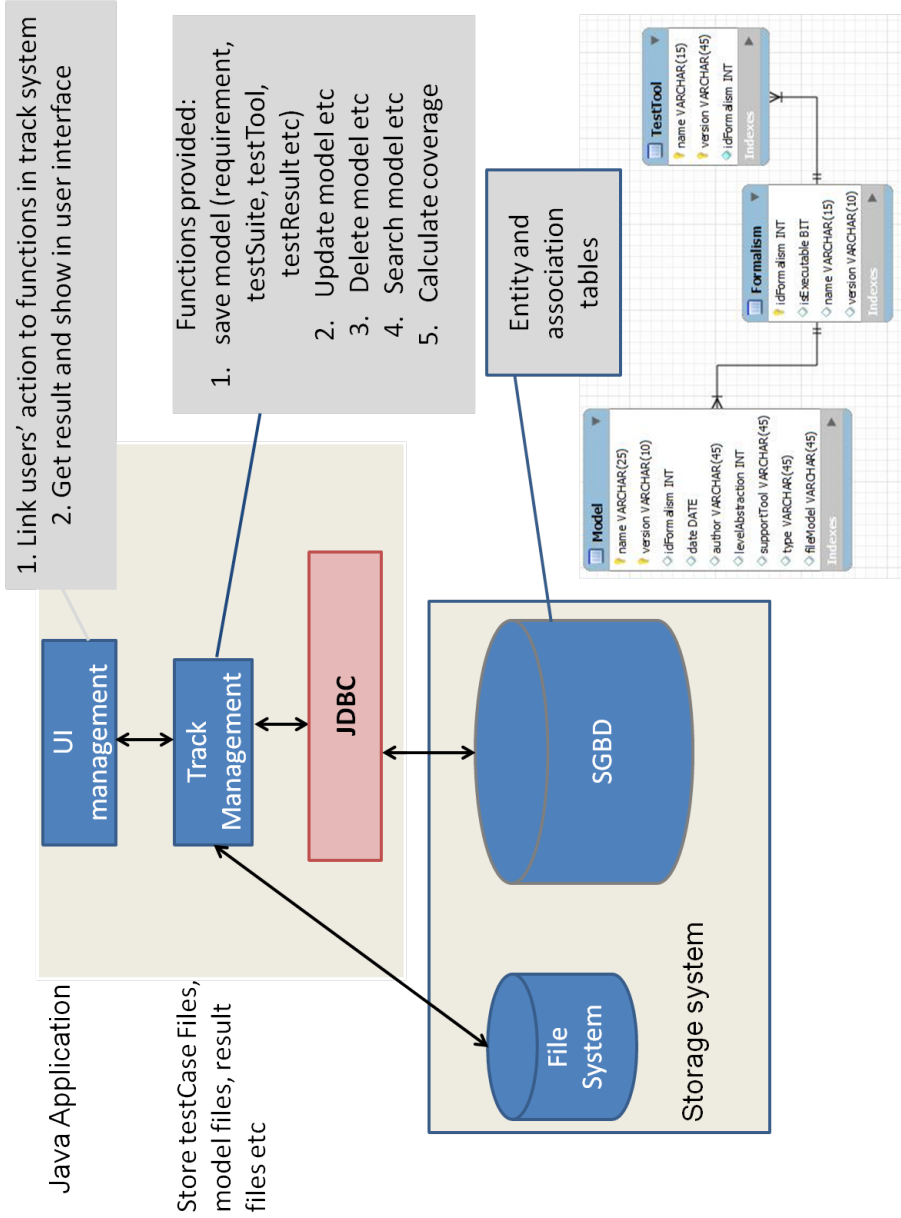 Java Application
UI
management
1. Link users' action to functions in track system
2. Get result and show in user interface
Store testCase Files,
model files, result
files etc
Track
Management
Functions provided:
1. save model (requirement,
testSuite, testTool,
testResult etc)
2. Update model etc
3. Delete model etc
4. Search model etc
5. Calculate coverage
JDBC
File
System
SGBD
Storage system
Entity and
association
tables
Model
name VARCHAR(25)
version VARCHAR(10)
idFormalism INT
date DATE
author VARCHAR(45)
levelAbstraction INT
supportTool VARCHAR(45)
type VARCHAR(45)
fileModel VARCHAR(45)
Indexes
Formalism
idFormalism INT
isExecutable BIT
name VARCHAR(15)
version VARCHAR(10)
Indexes
TestTool
name VARCHAR(15)
version VARCHAR(45)
idFormalism INT
Indexes